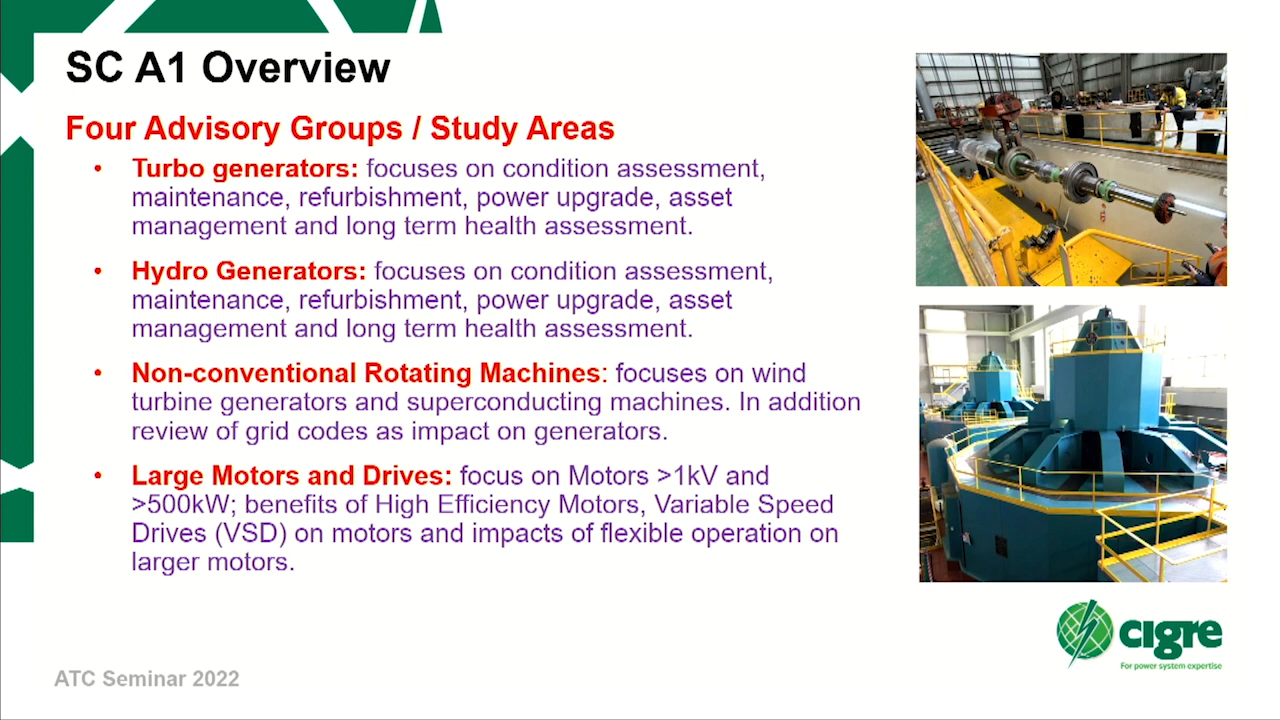 SC A1 Overview
Four Advisory Groups / Study Areas
• Turbo generators: focuses on condition assessment,
maintenance, refurbishment, power upgrade, asset
management and long term health assessment.
• Hydro Generators: focuses on condition assessment,
maintenance, refurbishment, power upgrade, asset
management and long term health assessment.
• Non-conventional Rotating Machines: focuses on wind
turbine generators and superconducting machines. In addition
review of grid codes as impact on generators.
• Large Motors and Drives: focus on Motors >1kV and
>500kW; benefits of High Efficiency Motors, Variable Speed
Drives (VSD) on motors and impacts of flexible operation on
larger motors.
cigre
For power system expertise
ATC Seminar 2022